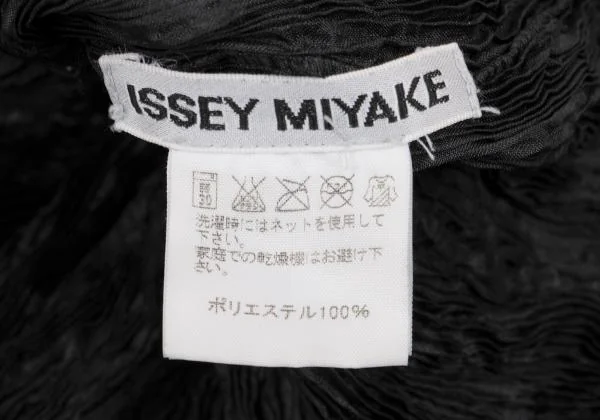 ISSEY MIYAKE
30
洗濯時にはネットを使用して
下さい。
家庭での乾燥機はお避け下
さい。
ポリエステル100%